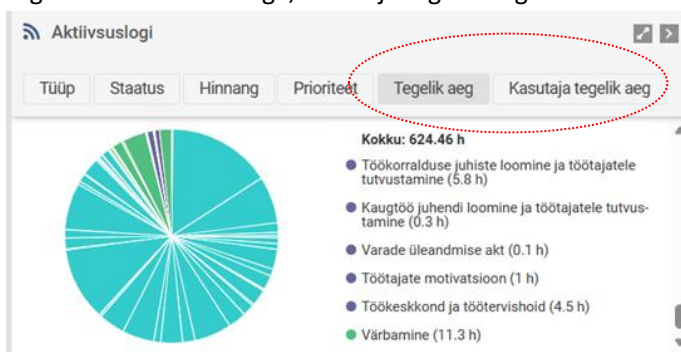 Aktiivsuslogi
Tüüp Staatus Hinnang Prioriteet Tegelik aeg Kasutaja tegelik aeg
Kokku: 624.46 h
Töökorralduse juhiste loomine ja töötajatele
tutvustamine (5.8 h)
Kaugtöö juhendi loomine ja töötajatele tutvus-
tamine (0.3 h)
Varade üleandmise akt (0.1 h)
Töötajate motivatsioon (1 h)
Töökeskkond ja töötervishoid (4.5 h)
Värbamine (11.3 h)